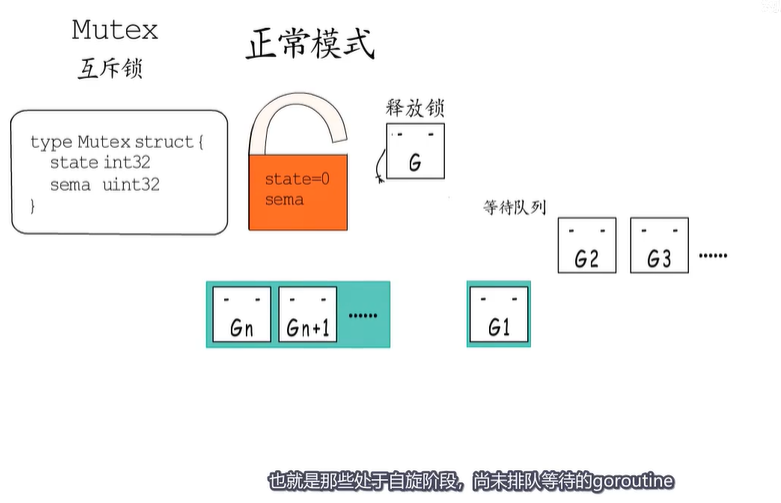 Mutex
互斥锁
正常模式
type Mutex struct{
state int32
sema uint32
}
state=0
sema
释放锁
G
等待队列
G2
G3
......
Gn
Gn+1
......
G1
也就是那些处于自旋阶段，尚未排队等待的goroutine